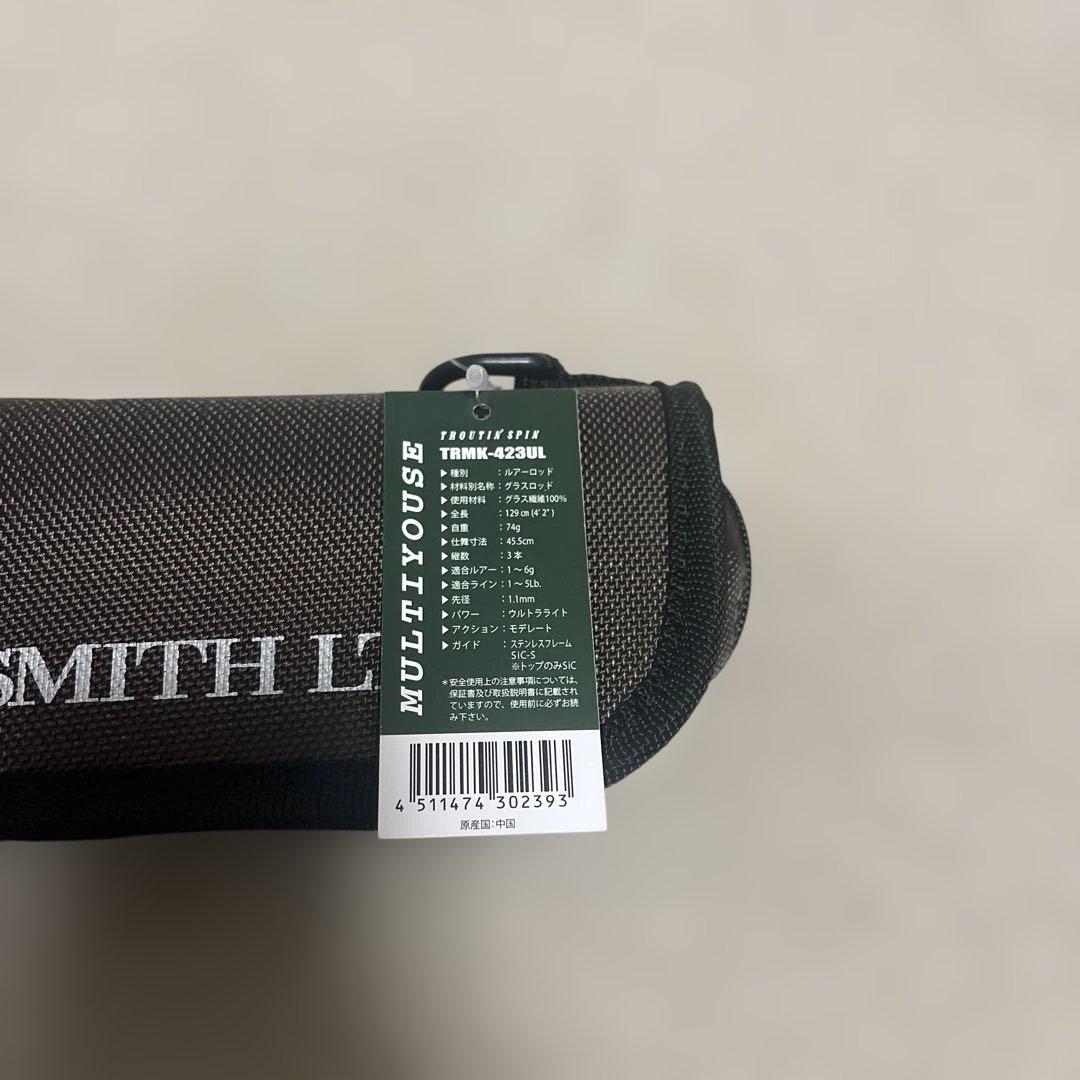 SMITH LT
MULTIYOUSE
TROUTIN' SPIN
TRMK-423UL
▶種別 ：ルアーロッド
▶材料別名称：グラスロッド
▶使用材料 ：グラス繊維100%
▶全長 ：129㎝(4'2")
▶自重 ：74g
▶仕舞寸法 ：45.5cm
▶継数 ：3本
▶適合ルアー：1～6g
▶適合ライン：1～5Lb.
▶先径 ：1.1mm
▶パワー ：ウルトラライト
▶アクション：モデレート
▶ガイド ：ステンレスフレーム
SIC-S
※トップのみSiC
＊安全使用上の注意事項については、
保証書及び取扱説明書に記載され
ていますので、使用前に必ずお読
み下さい。
4 511474 302393
原産国：中国